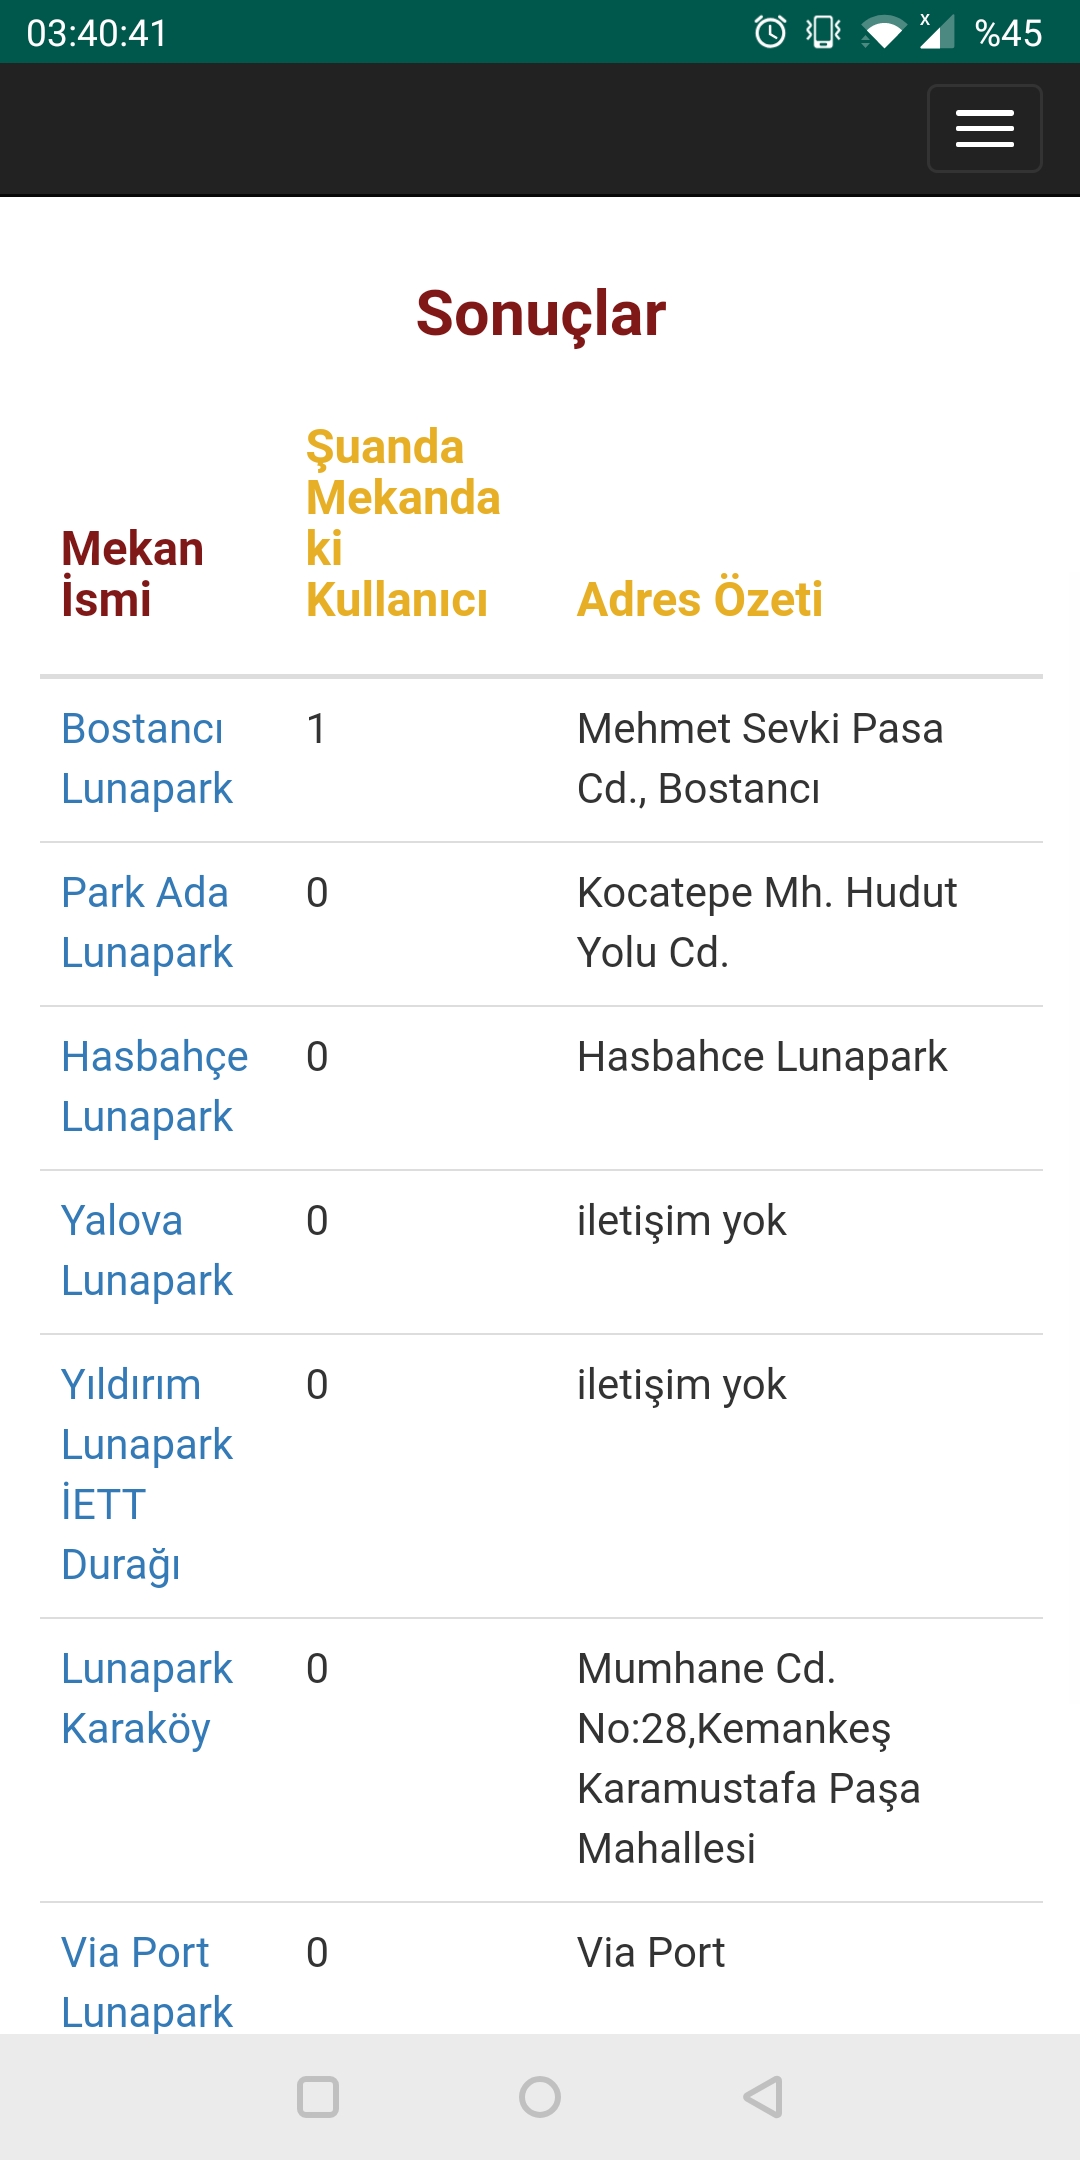 03:40:41 x %45
Sonuçlar
Mekan
İsmi
Şuanda
Mekanda
ki
Kullanıcı
Adres Özeti
Bostancı
Lunapark
1
Mehmet Sevki Pasa
Cd., Bostancı
Park Ada
Lunapark
0
Kocatepe Mh. Hudut
Yolu Cd.
Hasbahçe
Lunapark
0
Hasbahce Lunapark
Yalova
Lunapark
0
iletişim yok
Yıldırım
Lunapark
İETT
Durağı
0
iletişim yok
Lunapark
Karaköy
0
Mumhane Cd.
No:28,Kemankeş
Karamustafa Paşa
Mahallesi
Via Port
Lunapark
0
Via Port